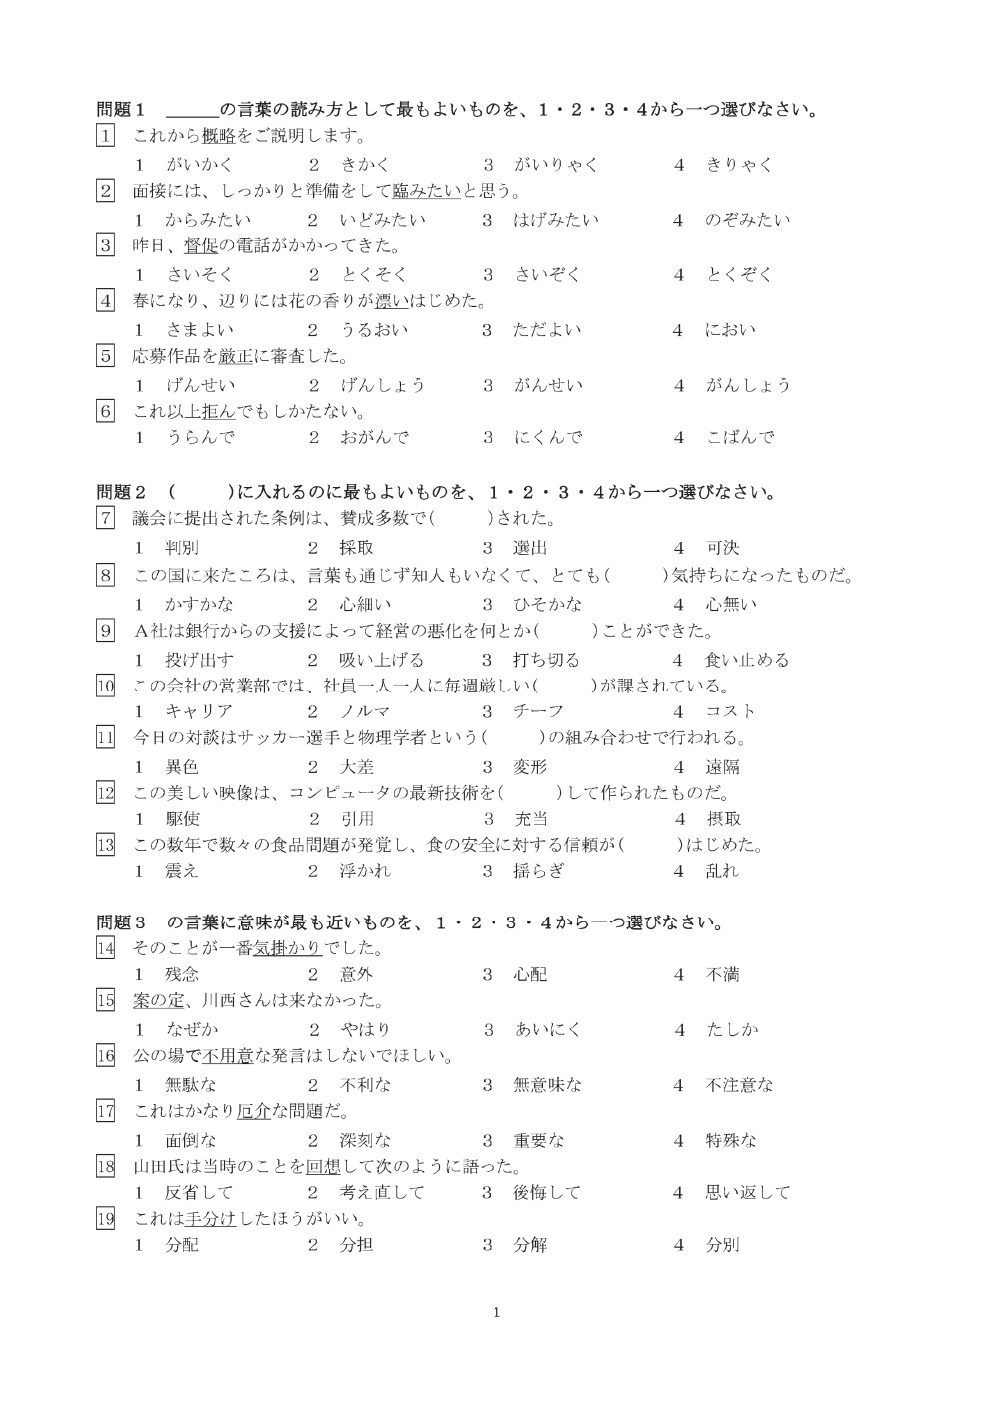 問題１　＿＿＿の言葉の読み方として最もよいものを、１・２・３・４から一つ選びなさい。
1　これから概略をご説明します。
1　がいかく　2　きかく　3　がいりゃく　4　きりゃく
2　面接には、しっかりと準備をして臨みたいと思う。
1　からみたい　2　いどみたい　3　はげみたい　4　のぞみたい
3　昨日、督促の電話がかかってきた。
1　さいそく　2　とくそく　3　さいぞく　4　とくぞく
4　春になり、辺りには花の香りが漂いはじめた。
1　さまよい　2　うるおい　3　ただよい　4　におい
5　応募作品を厳正に審査した。
1　げんせい　2　げんしょう　3　がんせい　4　がんしょう
6　これ以上拒んでもしかたない。
1　うらんで　2　おがんで　3　にくんで　4　こばんで
問題２　(　　　)に入れるのに最もよいものを、１・２・３・４から一つ選びなさい。
7　議会に提出された条例は、賛成多数で(　　　)された。
1　判別　2　採取　3　選出　4　可決
8　この国に来たころは、言葉も通じず知人もいなくて、とても(　　　)気持ちになったものだ。
1　かすかな　2　心細い　3　ひそかな　4　心無い
9　Ａ社は銀行からの支援によって経営の悪化を何とか(　　　)ことができた。
1　投げ出す　2　吸い上げる　3　打ち切る　4　食い止める
10　この会社の営業部では、社員一人一人に毎週厳しい(　　　)が課されている。
1　キャリア　2　ノルマ　3　チーフ　4　コスト
11　今日の対談はサッカー選手と物理学者という(　　　)の組み合わせで行われる。
1　異色　2　大差　3　変形　4　遠隔
12　この美しい映像は、コンピュータの最新技術を(　　　)して作られたものだ。
1　駆使　2　引用　3　充当　4　摂取
13　この数年で数々の食品問題が発覚し、食の安全に対する信頼が(　　　)はじめた。
1　震え　2　浮かれ　3　揺らぎ　4　乱れ
問題３　の言葉に意味が最も近いものを、１・２・３・４から一つ選びなさい。
14　そのことが一番気掛かりでした。
1　残念　2　意外　3　心配　4　不満
15　案の定、川西さんは来なかった。
1　なぜか　2　やはり　3　あいにく　4　たしか
16　公の場で不用意な発言はしないでほしい。
1　無駄な　2　不利な　3　無意味な　4　不注意な
17　これはかなり厄介な問題だ。
1　面倒な　2　深刻な　3　重要な　4　特殊な
18　山田氏は当時のことを回想して次のように語った。
1　反省して　2　考え直して　3　後悔して　4　思い返して
19　これは手分けしたほうがいい。
1　分配　2　分担　3　分解　4　分別
1